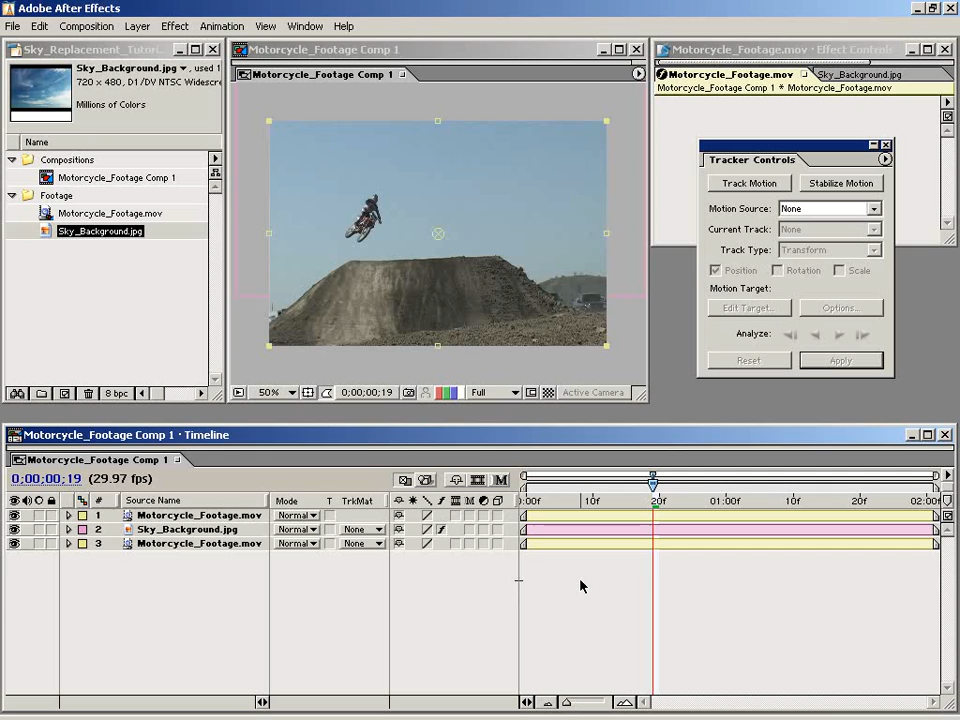 Adobe After Effects
File Edit Composition Layer Effect Animation View Window Help
Sky_Replacement_Tutori
Sky_Background.jpg ▾, used 1
720 x 480, D1/DV NTSC Widescre
Millions of Colors
Name
Compositions
Motorcycle_Footage Comp 1
Footage
Motorcycle_Footage.mov
Sky_Background.jpg
8 bpc
Motorcycle_Footage Comp 1
Motorcycle_Footage Comp 1
50% 0;00;00;19 Full Active Camera
Motorcycle_Footage.mov · Effect Controls
Motorcycle_Footage.mov Sky_Background.jpg
Motorcycle_Footage Comp 1 * Motorcycle_Footage.mov
Tracker Controls
Track Motion Stabilize Motion
Motion Source: None
Current Track: None
Track Type: Transform
Position Rotation Scale
Motion Target:
Edit Target... Options...
Analyze:
Reset Apply
Motorcycle_Footage Comp 1 · Timeline
Motorcycle_Footage Comp 1
0;00;00;19 (29.97 fps)
# Source Name Mode T TrkMat :00f 10f 20f 01:00f 10f 20f 02:00f
1 Motorcycle_Footage.mov Normal
2 Sky_Background.jpg Normal None
3 Motorcycle_Footage.mov Normal None